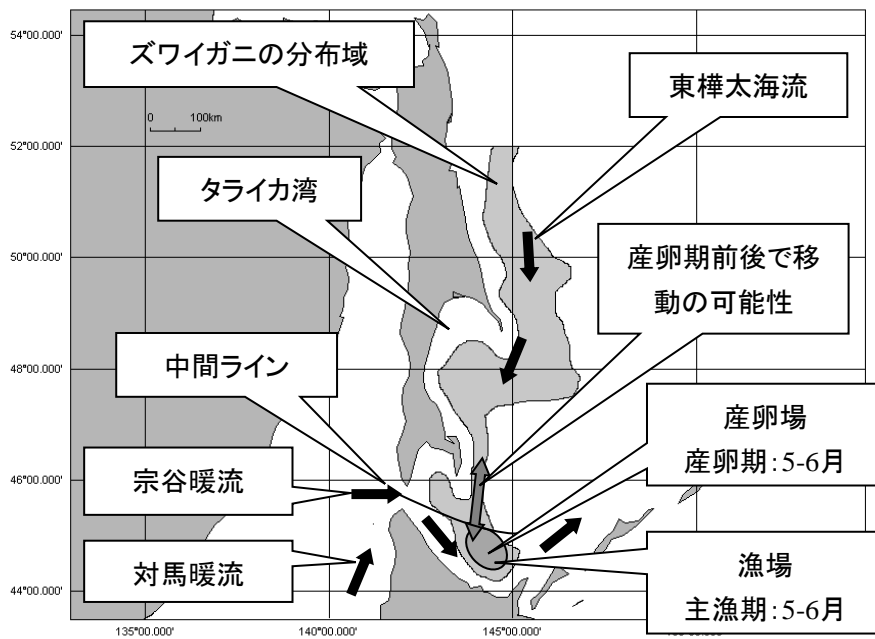 54°00.000'
ズワイガニの分布域
東樺太海流
0 100km
52°00.000'
タライカ湾
50°00.000'
産卵期前後で移
動の可能性
48°00.000'
中間ライン
産卵場
産卵期:5-6月
46°00.000'
宗谷暖流
対馬暖流
漁場
主漁期:5-6月
44°00.000'
135°00.000'
140°00.000'
145°00.000'